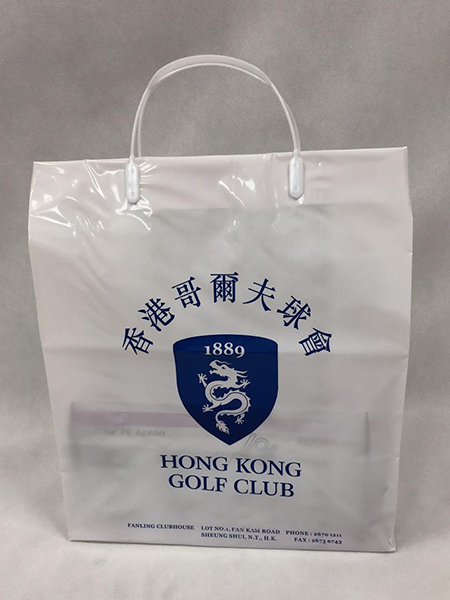 香港哥爾夫球會
1889
HONG KONG
GOLF CLUB
FANLING CLUBHOUSE LOT NO.1, FAN KAM ROAD PHONE : 2670 1211
SHEUNG SHUI, N.T., H.K. FAX : 2673 6743
Apron